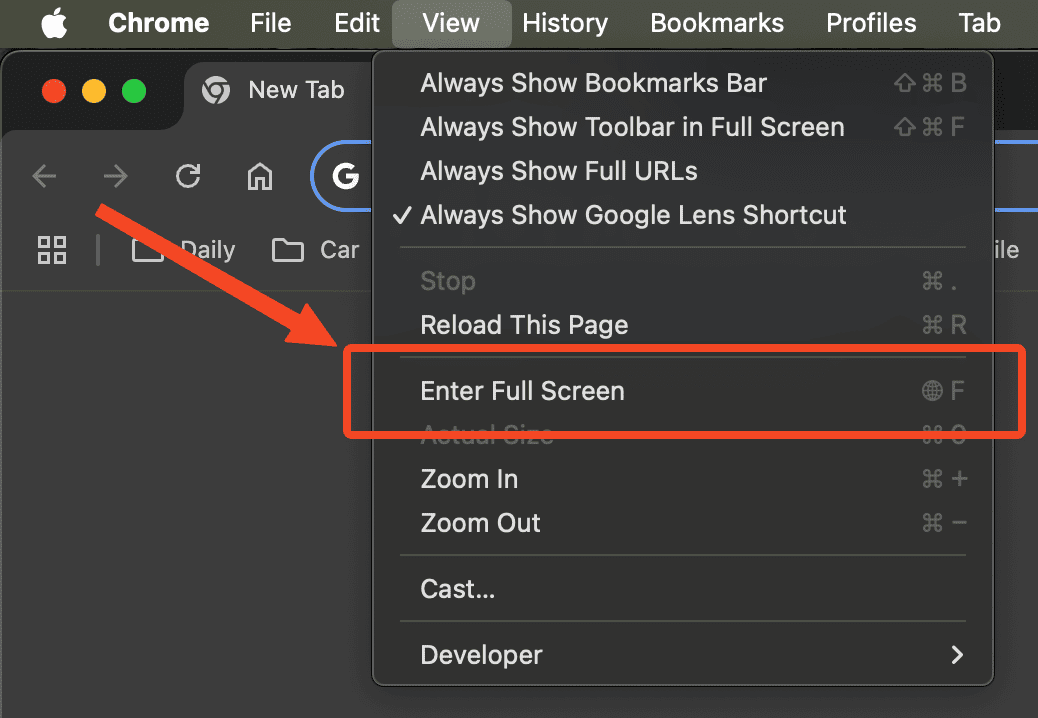 Chrome File Edit View History Bookmarks Profiles Tab
New Tab
G
Daily Car ile
Always Show Bookmarks Bar ⇧ ⌘ B
Always Show Toolbar in Full Screen ⇧ ⌘ F
Always Show Full URLs
✓ Always Show Google Lens Shortcut
Stop ⌘ .
Reload This Page ⌘ R
Enter Full Screen 🌐 F
Actual Size ⌘ 0
Zoom In ⌘ +
Zoom Out ⌘ −
Cast...
Developer >